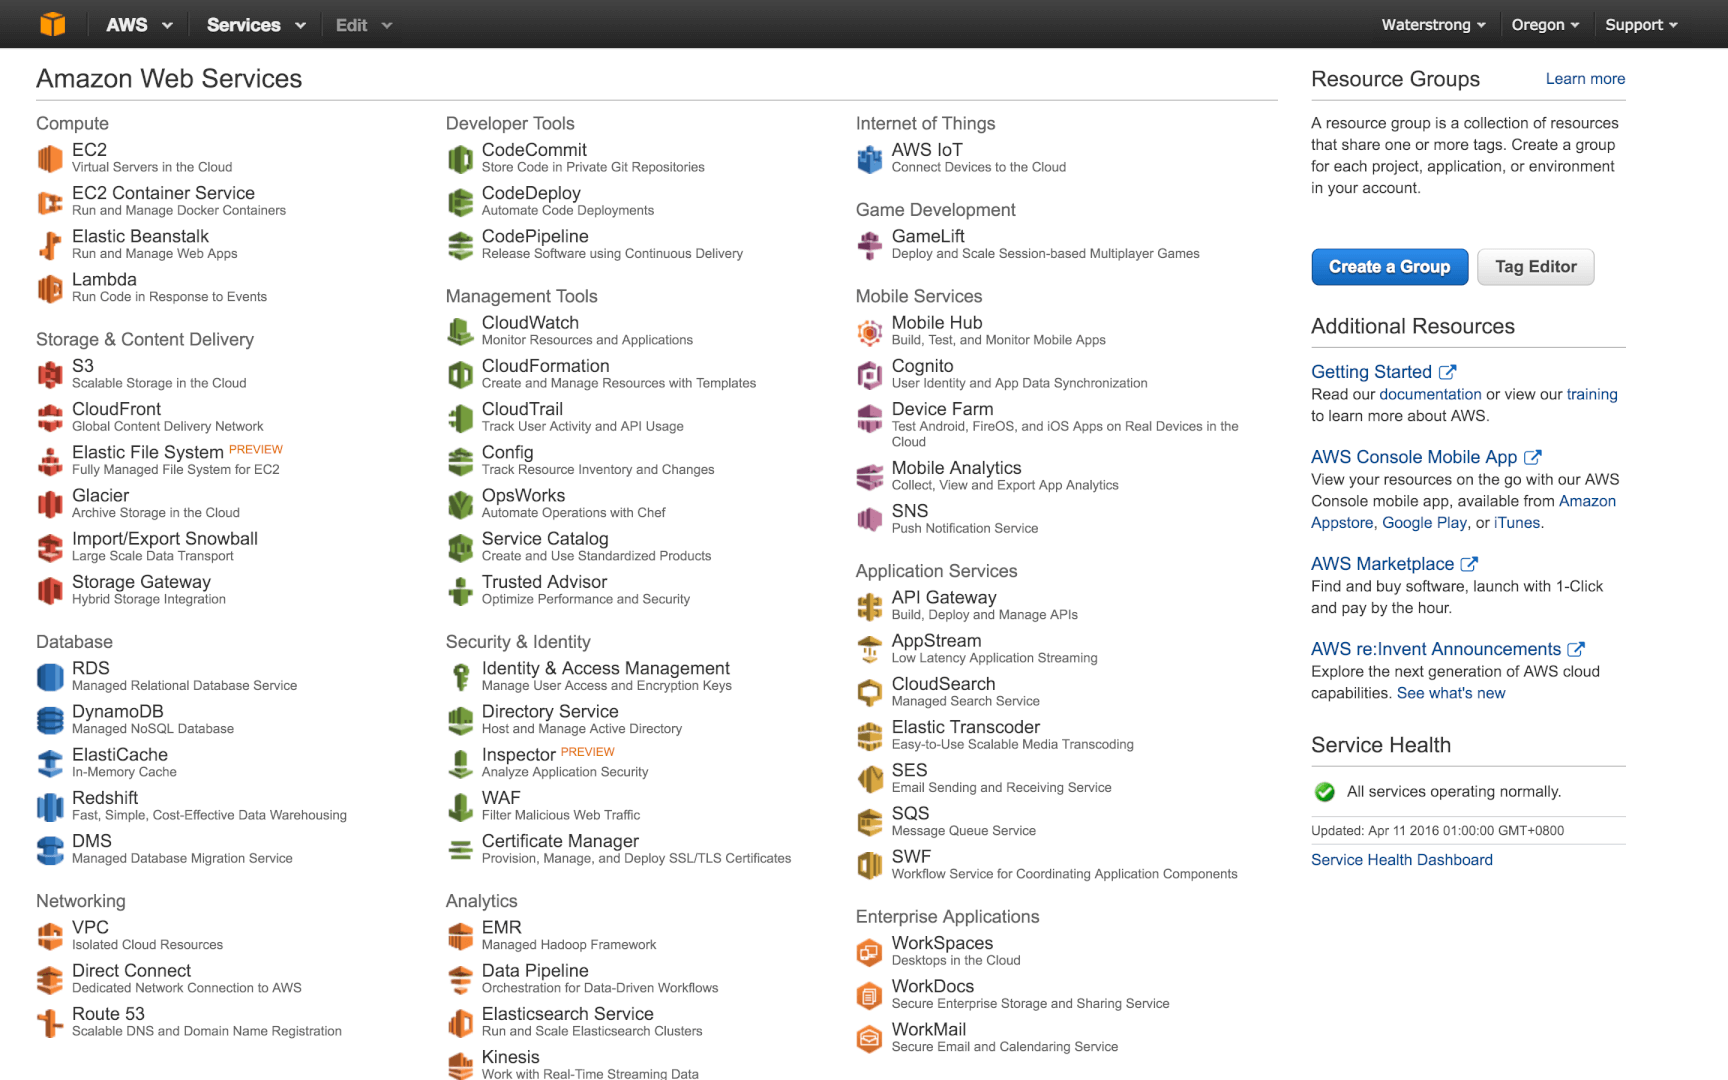 AWS
Services
Edit
Waterstrong
Oregon
Support
Amazon Web Services
Compute
EC2
Virtual Servers in the Cloud
EC2 Container Service
Run and Manage Docker Containers
Elastic Beanstalk
Run and Manage Web Apps
Lambda
Run Code in Response to Events
Storage & Content Delivery
S3
Scalable Storage in the Cloud
CloudFront
Global Content Delivery Network
Elastic File System PREVIEW
Fully Managed File System for EC2
Glacier
Archive Storage in the Cloud
Import/Export Snowball
Large Scale Data Transport
Storage Gateway
Hybrid Storage Integration
Database
RDS
Managed Relational Database Service
DynamoDB
Managed NoSQL Database
ElastiCache
In-Memory Cache
Redshift
Fast, Simple, Cost-Effective Data Warehousing
DMS
Managed Database Migration Service
Networking
VPC
Isolated Cloud Resources
Direct Connect
Dedicated Network Connection to AWS
Route 53
Scalable DNS and Domain Name Registration
Developer Tools
CodeCommit
Store Code in Private Git Repositories
CodeDeploy
Automate Code Deployments
CodePipeline
Release Software using Continuous Delivery
Management Tools
CloudWatch
Monitor Resources and Applications
CloudFormation
Create and Manage Resources with Templates
CloudTrail
Track User Activity and API Usage
Config
Track Resource Inventory and Changes
OpsWorks
Automate Operations with Chef
Service Catalog
Create and Use Standardized Products
Trusted Advisor
Optimize Performance and Security
Security & Identity
Identity & Access Management
Manage User Access and Encryption Keys
Directory Service
Host and Manage Active Directory
Inspector PREVIEW
Analyze Application Security
WAF
Filter Malicious Web Traffic
Certificate Manager
Provision, Manage, and Deploy SSL/TLS Certificates
Analytics
EMR
Managed Hadoop Framework
Data Pipeline
Orchestration for Data-Driven Workflows
Elasticsearch Service
Run and Scale Elasticsearch Clusters
Kinesis
Work with Real-Time Streaming Data
Internet of Things
AWS IoT
Connect Devices to the Cloud
Game Development
GameLift
Deploy and Scale Session-based Multiplayer Games
Mobile Services
Mobile Hub
Build, Test, and Monitor Mobile Apps
Cognito
User Identity and App Data Synchronization
Device Farm
Test Android, FireOS, and iOS Apps on Real Devices in the
Cloud
Mobile Analytics
Collect, View and Export App Analytics
SNS
Push Notification Service
Application Services
API Gateway
Build, Deploy and Manage APIs
AppStream
Low Latency Application Streaming
CloudSearch
Managed Search Service
Elastic Transcoder
Easy-to-Use Scalable Media Transcoding
SES
Email Sending and Receiving Service
SQS
Message Queue Service
SWF
Workflow Service for Coordinating Application Components
Enterprise Applications
WorkSpaces
Desktops in the Cloud
WorkDocs
Secure Enterprise Storage and Sharing Service
WorkMail
Secure Email and Calendaring Service
Resource Groups
Learn more
A resource group is a collection of resources
that share one or more tags. Create a group
for each project, application, or environment
in your account.
Create a Group
Tag Editor
Additional Resources
Getting Started
Read our documentation or view our training
to learn more about AWS.
AWS Console Mobile App
View your resources on the go with our AWS
Console mobile app, available from Amazon
Appstore, Google Play, or iTunes.
AWS Marketplace
Find and buy software, launch with 1-Click
and pay by the hour.
AWS re:Invent Announcements
Explore the next generation of AWS cloud
capabilities. See what's new
Service Health
All services operating normally.
Updated: Apr 11 2016 01:00:00 GMT+0800
Service Health Dashboard